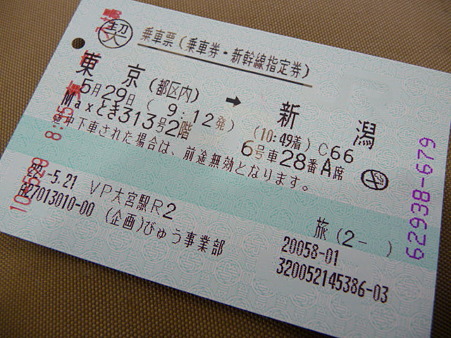 契 乗車票(乗車券・新幹線指定券)
東京(都区内) ➡ 新潟
5月29日(9:12発) (10:49着) C66
Maxとき313号2階 6号車28番A席
車下車された場合は、前途無効となります。
旅(2- )
-5.21 VP大宮駅R2 20058-01
627013010-00 (企画)びゅう事業部 320052145386-03
62938-679